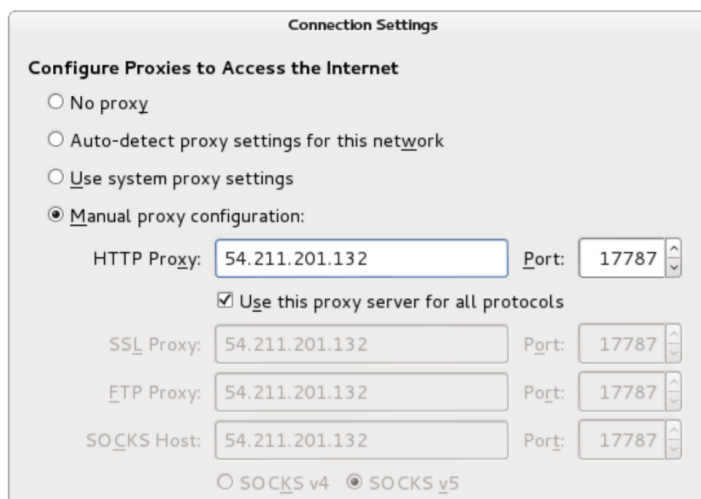 Connection Settings
Configure Proxies to Access the Internet
No proxy
Auto-detect proxy settings for this network
Use system proxy settings
Manual proxy configuration:
HTTP Proxy: 54.211.201.132 Port: 17787
Use this proxy server for all protocols
SSL Proxy: 54.211.201.132 Port: 17787
FTP Proxy: 54.211.201.132 Port: 17787
SOCKS Host: 54.211.201.132 Port: 17787
SOCKS v4 SOCKS v5